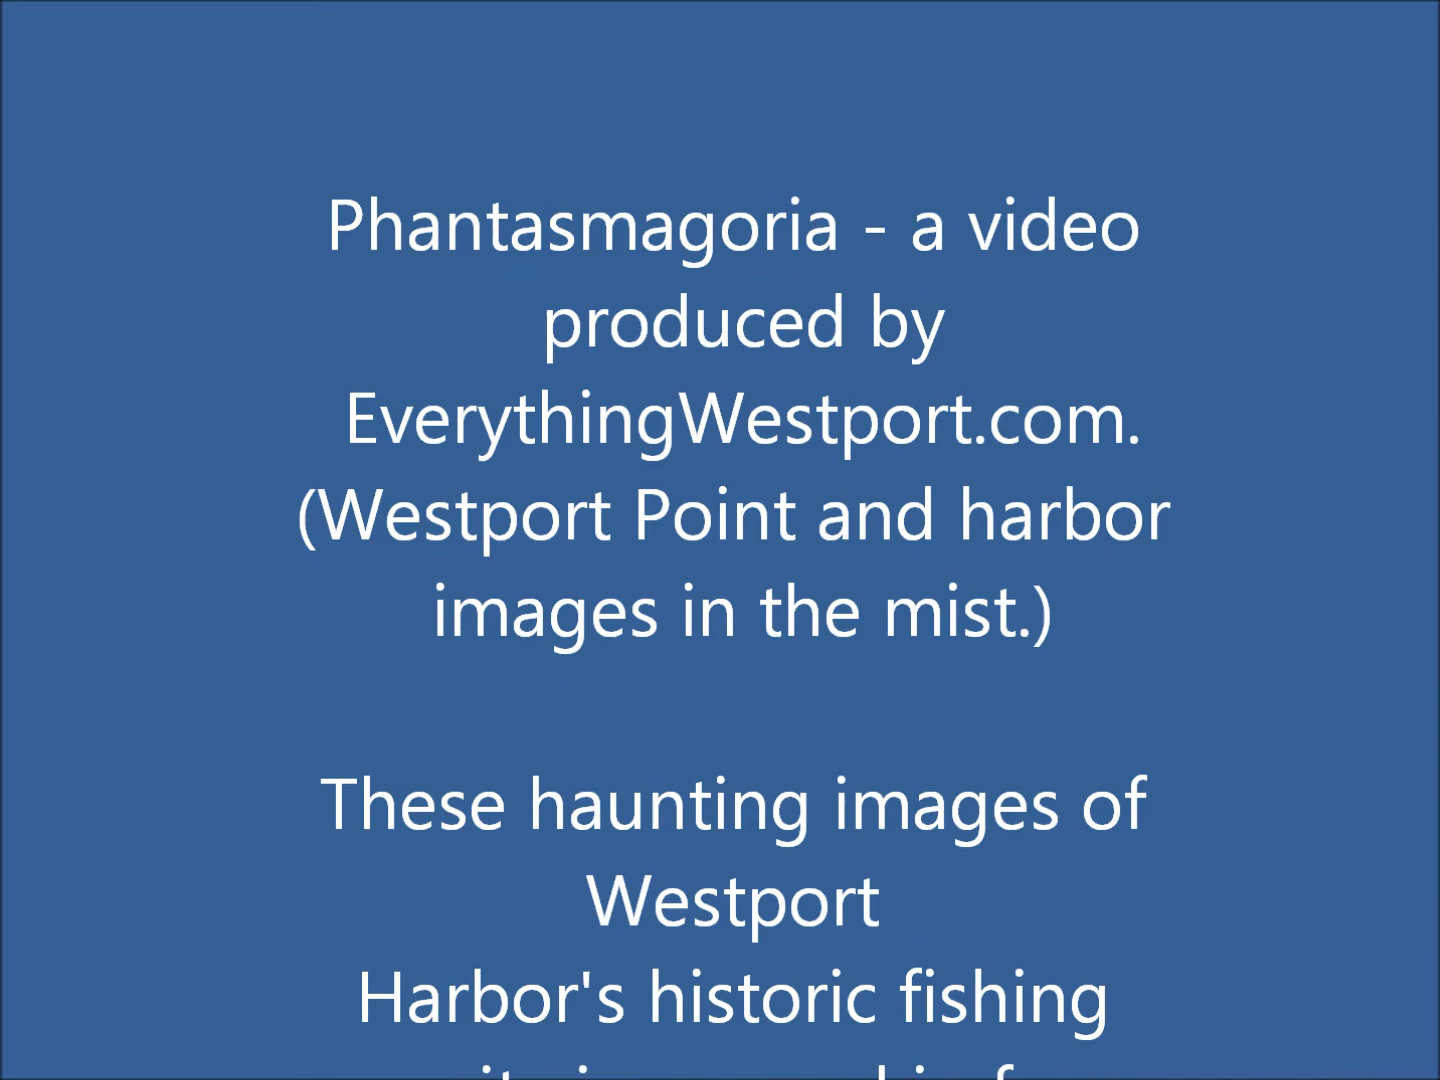 Phantasmagoria - a video
produced by
EverythingWestport.com.
(Westport Point and harbor
images in the mist.)
These haunting images of
Westport
Harbor's historic fishing